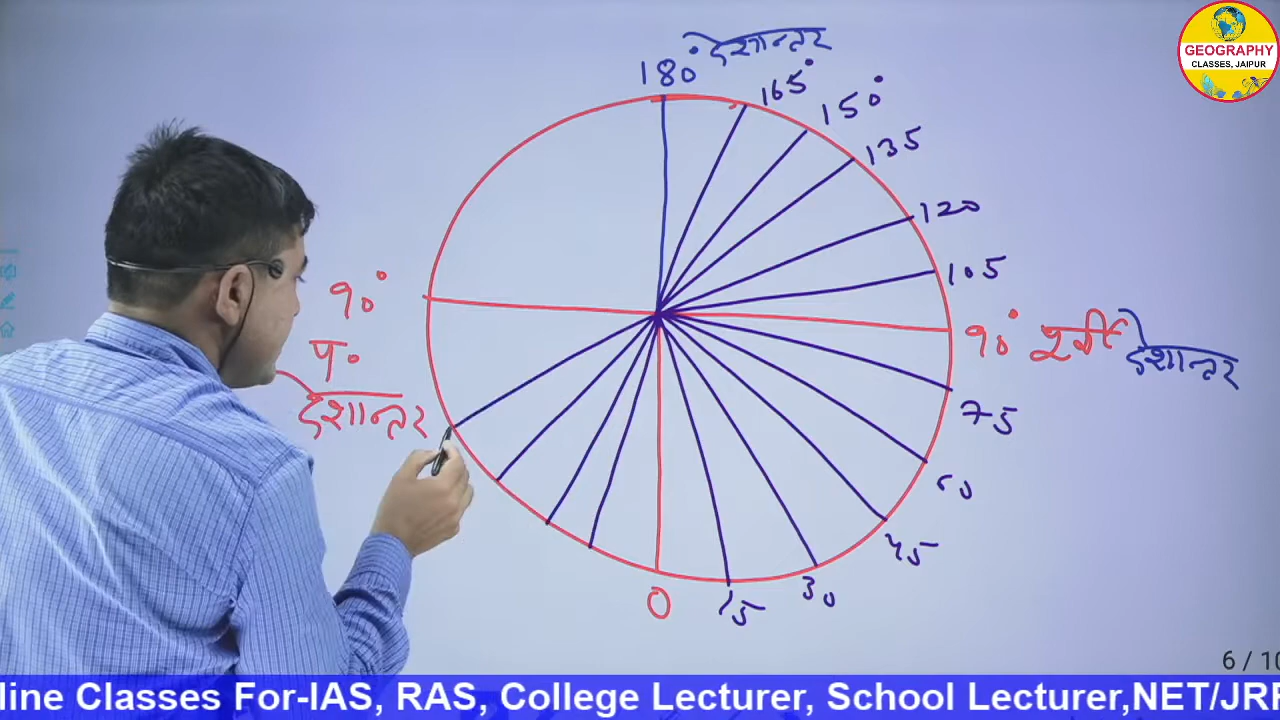 GEOGRAPHY
CLASSES, JAIPUR
180° देशान्तर
165°
150°
135
120
105
90° पूर्वी देशान्तर
75
60
45
30
15
0
90°
प०
देशान्तर
6 / 10
line Classes For-IAS, RAS, College Lecturer, School Lecturer,NET/JRF